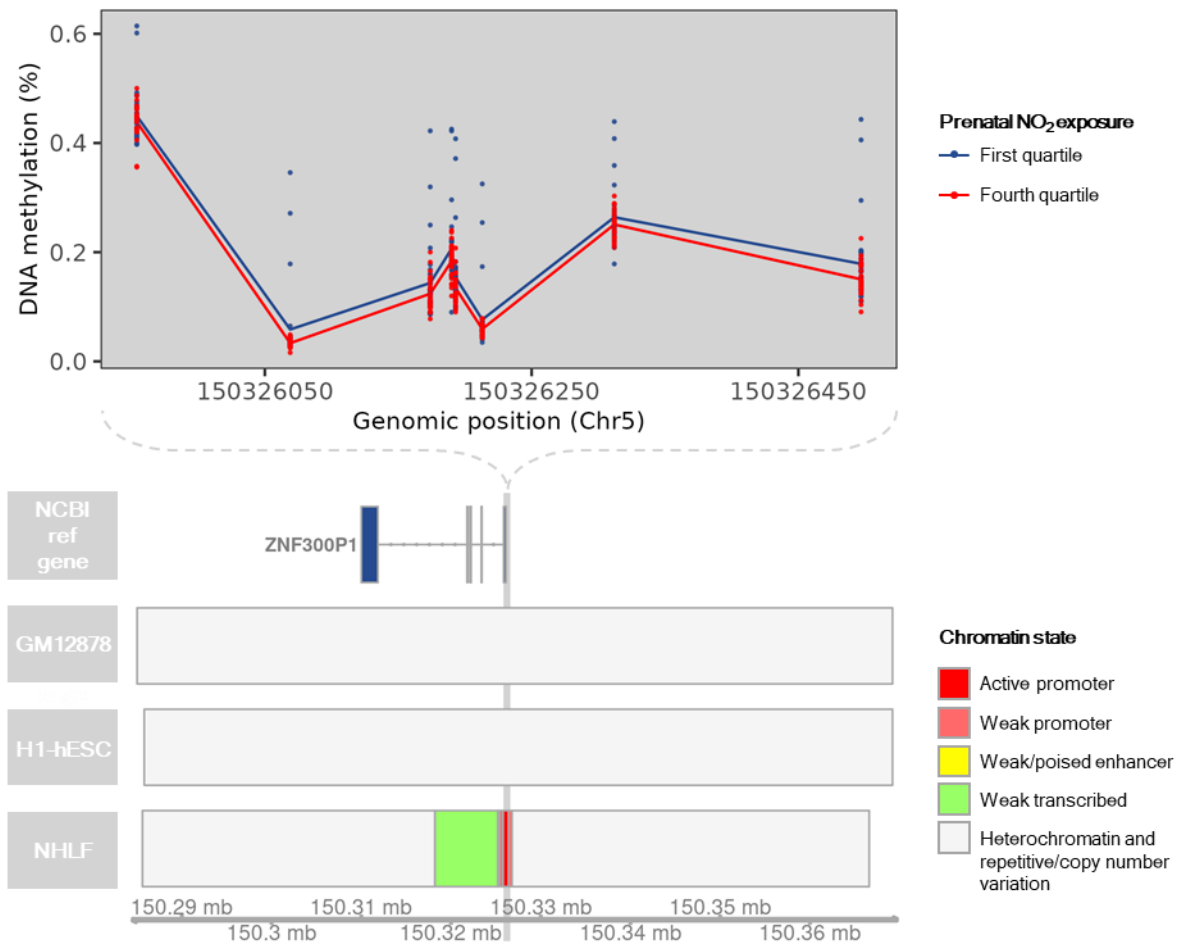 0.6
0.4
0.2
0.0
DNA methylation (%)
150326050
150326250
150326450
Genomic position (Chr5)
Prenatal NO2 exposure
First quartile
Fourth quartile
NCBI
ref
gene
ZNF300P1
GM12878
H1-hESC
NHLF
Chromatin state
Active promoter
Weak promoter
Weak/poised enhancer
Weak transcribed
Heterochromatin and
repetitive/copy number
variation
150.29 mb
150.31 mb
150.33 mb
150.35 mb
150.3 mb
150.32 mb
150.34 mb
150.36 mb